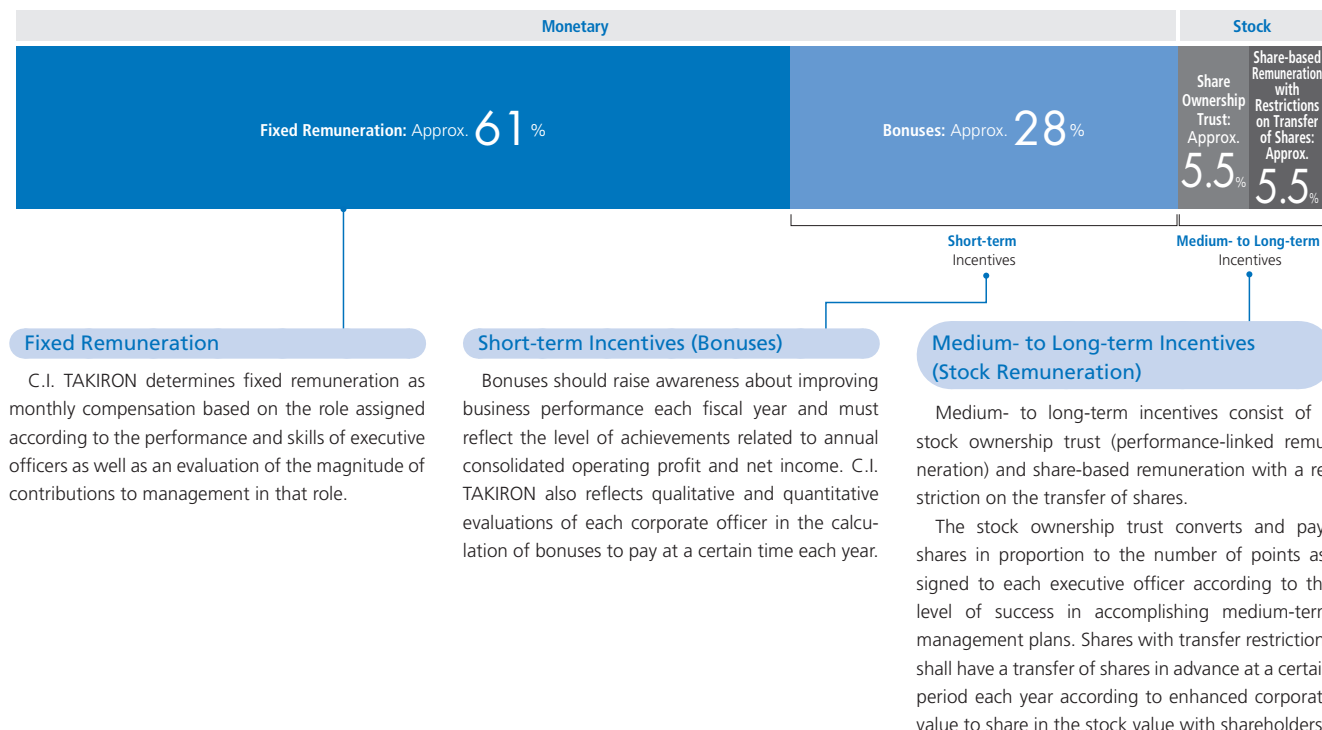 Monetary
Stock
Fixed Remuneration: Approx. 61 %
Bonuses: Approx. 28 %
Share
Ownership
Trust:
Approx.
5.5 %
Share-based
Remuneration
with
Restrictions
on Transfer
of Shares:
Approx.
5.5 %
Short-term
Incentives
Medium- to Long-term
Incentives
Fixed Remuneration
C.I. TAKIRON determines fixed remuneration as
monthly compensation based on the role assigned
according to the performance and skills of executive
officers as well as an evaluation of the magnitude of
contributions to management in that role.
Short-term Incentives (Bonuses)
Bonuses should raise awareness about improving
business performance each fiscal year and must
reflect the level of achievements related to annual
consolidated operating profit and net income. C.I.
TAKIRON also reflects qualitative and quantitative
evaluations of each corporate officer in the calcu-
lation of bonuses to pay at a certain time each year.
Medium- to Long-term Incentives
(Stock Remuneration)
Medium- to long-term incentives consist of
stock ownership trust (performance-linked remu
neration) and share-based remuneration with a re
striction on the transfer of shares.
The stock ownership trust converts and pay
shares in proportion to the number of points as
signed to each executive officer according to th
level of success in accomplishing medium-term
management plans. Shares with transfer restriction
shall have a transfer of shares in advance at a certai
period each year according to enhanced corporat
value to share in the stock value with shareholders